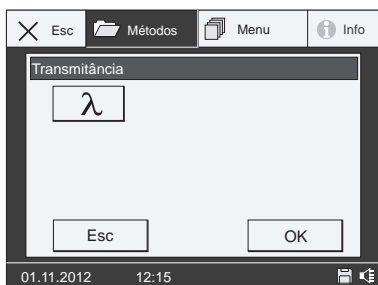 Esc Métodos Menu Info
Transmitância
λ
Esc OK
01.11.2012 12:15